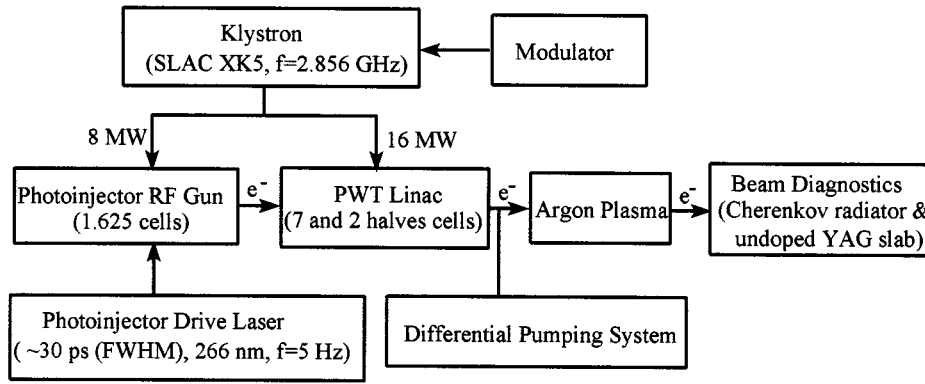 Klystron
(SLAC XK5, f=2.856 GHz)
Modulator
8 MW
16 MW
Photoinjector RF Gun
(1.625 cells)
e-
PWT Linac
(7 and 2 halves cells)
e-
Argon Plasma
e-
Beam Diagnostics
(Cherenkov radiator &
undoped YAG slab)
Photoinjector Drive Laser
( ~30 ps (FWHM), 266 nm, f=5 Hz)
Differential Pumping System